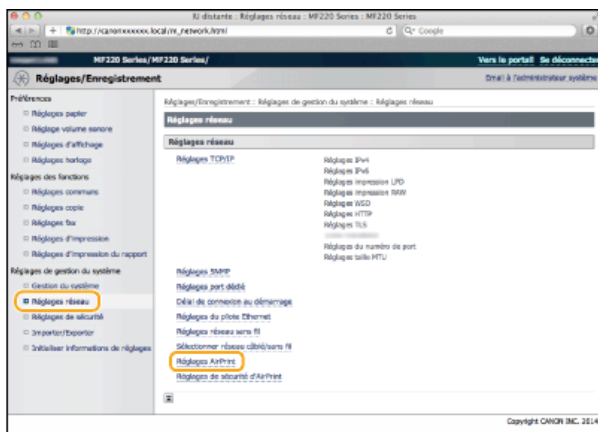 IU distante : Réglages réseau : MF220 Series : MF220 Series
http://canonxxxxxx.local/m_network.html
Google
MF220 Series/MF220 Series/
Vers le portail Se déconnecter
Réglages/Enregistrement
Email à l'administrateur système
Préférences
Réglages papier
Réglage volume sonore
Réglages d'affichage
Réglages horloge
Réglages des fonctions
Réglages communs
Réglages copie
Réglages fax
Réglages d'impression
Réglages d'impression du rapport
Réglages de gestion du système
Gestion du système
Réglages réseau
Réglages de sécurité
Importer/Exporter
Initialiser informations de réglages
Réglages/Enregistrement : Réglages de gestion du système : Réglages réseau
Réglages réseau
Réglages réseau
Réglages TCP/IP
Réglages IPv4
Réglages IPv6
Réglages impression LPD
Réglages impression RAW
Réglages WSD
Réglages HTTP
Réglages TLS
Réglages du numéro de port
Réglages taille MTU
Réglages SNMP
Réglages port dédié
Délai de connexion au démarrage
Réglages du pilote Ethernet
Réglages réseau sans fil
Sélectionner réseau câblé/sans fil
Réglages AirPrint
Réglages de sécurité d'AirPrint
Copyright CANON INC. 2014